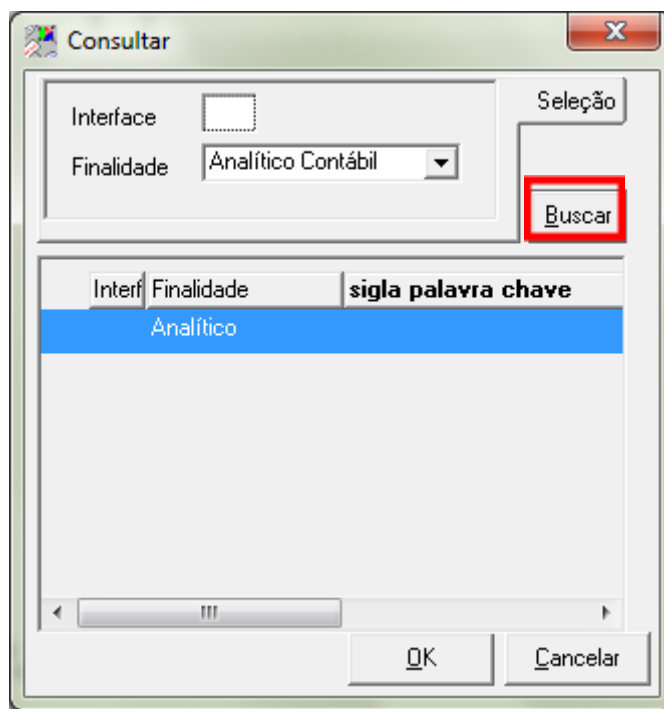 Consultar
Seleção
Interface
Finalidade Analítico Contábil
Buscar
Interf Finalidade sigla palavra chave
Analítico
OK Cancelar